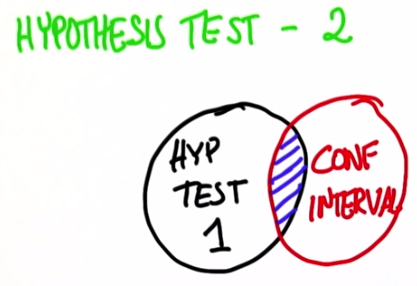 HYPOTHESIS TEST - 2
HYP
TEST
1
CONF
INTERVAL